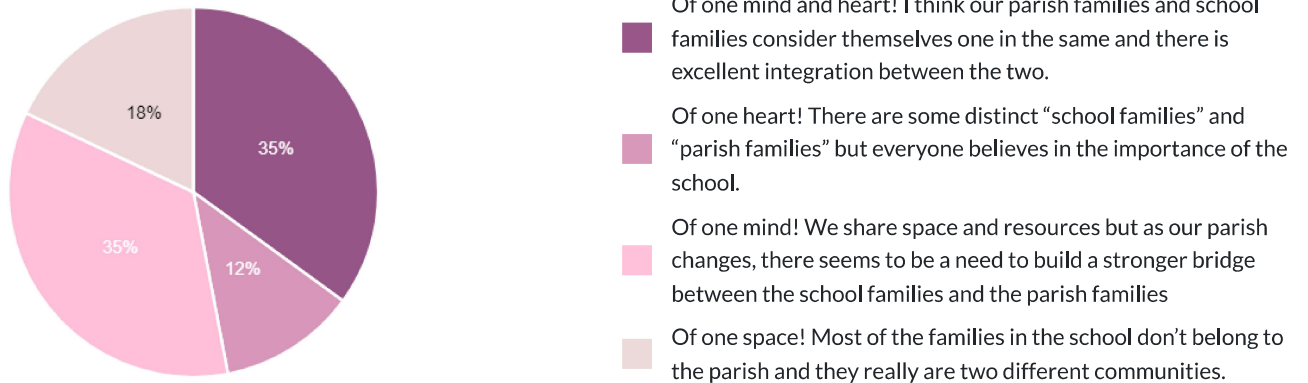 Of one mind and heart! I think our parish families and school
families consider themselves one in the same and there is
excellent integration between the two.
Of one heart! There are some distinct “school families” and
“parish families” but everyone believes in the importance of the
school.
Of one mind! We share space and resources but as our parish
changes, there seems to be a need to build a stronger bridge
between the school families and the parish families
Of one space! Most of the families in the school don’t belong to
the parish and they really are two different communities.
18%
35%
35%
12%